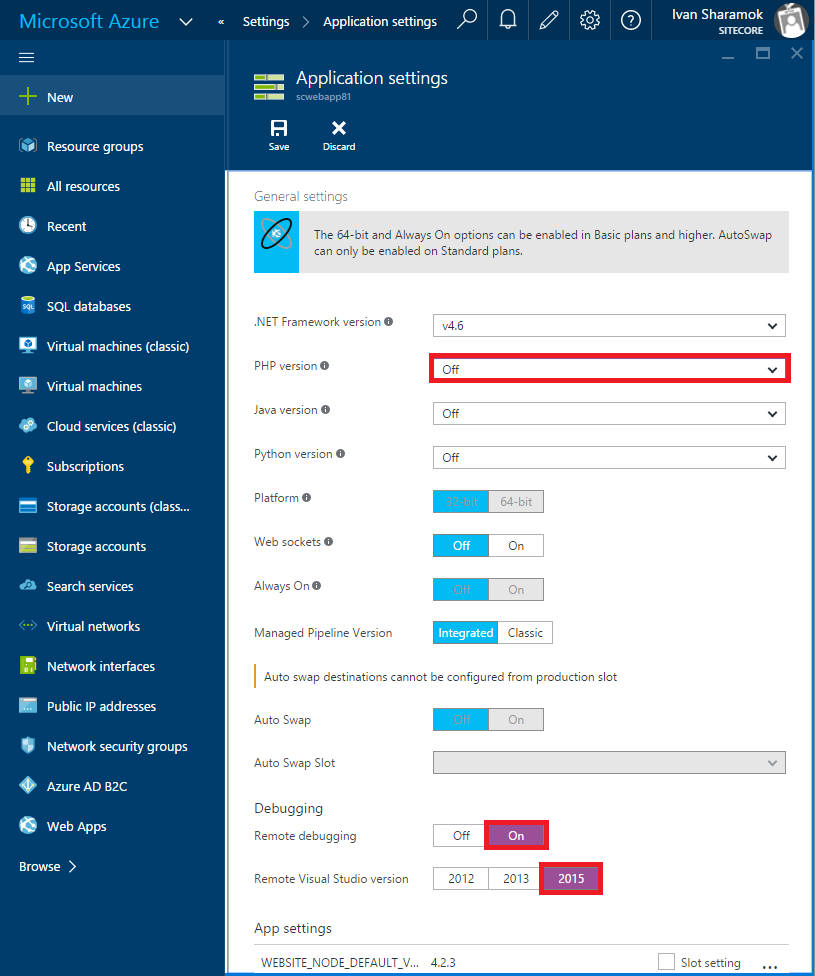 Microsoft Azure
« Settings > Application settings
Ivan Sharamok
SITECORE
New
Resource groups
All resources
Recent
App Services
SQL databases
Virtual machines (classic)
Virtual machines
Cloud services (classic)
Subscriptions
Storage accounts (class...
Storage accounts
Search services
Virtual networks
Network interfaces
Public IP addresses
Network security groups
Azure AD B2C
Web Apps
Browse >
Application settings
scwebapp81
Save Discard
General settings
The 64-bit and Always On options can be enabled in Basic plans and higher. AutoSwap
can only be enabled on Standard plans.
.NET Framework version v4.6
PHP version Off
Java version Off
Python version Off
Platform 32-bit 64-bit
Web sockets Off On
Always On Off On
Managed Pipeline Version Integrated Classic
Auto swap destinations cannot be configured from production slot
Auto Swap Off On
Auto Swap Slot
Debugging
Remote debugging Off On
Remote Visual Studio version 2012 2013 2015
App settings
WEBSITE_NODE_DEFAULT_V... 4.2.3 Slot setting ...